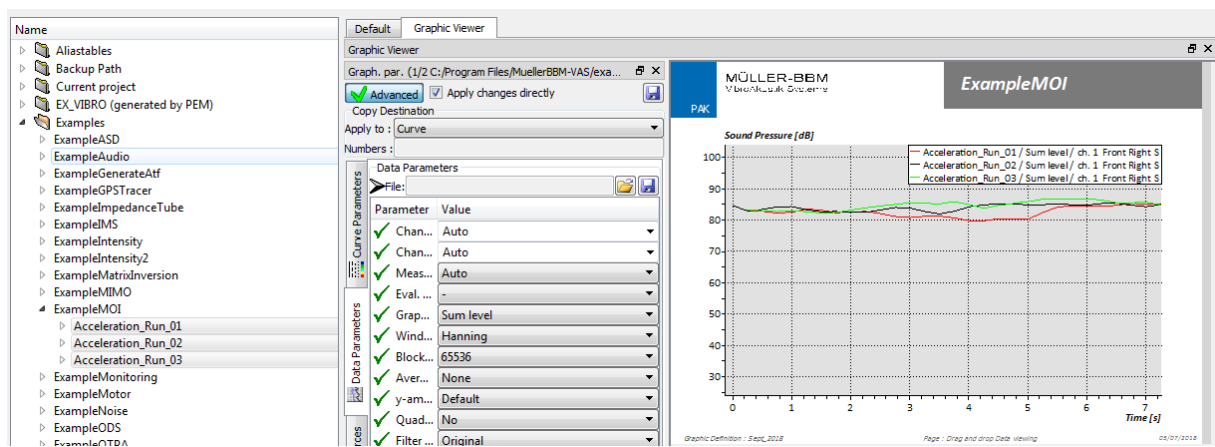 Name
Aliastables
Backup Path
Current project
EX_VIBRO (generated by PEM)
Examples
ExampleASD
ExampleAudio
ExampleGenerateAtf
ExampleGPSTracer
ExampleImpedanceTube
ExampleIMS
ExampleIntensity
ExampleIntensity2
ExampleMatrixInversion
ExampleMIMO
ExampleMOI
Acceleration_Run_01
Acceleration_Run_02
Acceleration_Run_03
ExampleMonitoring
ExampleMotor
ExampleNoise
ExampleODS
ExampleOTPA
Default Graphic Viewer
Graphic Viewer
Graph. par. (1/2 C:/Program Files/MuellerBBM-VAS/exa...
Advanced Apply changes directly
Copy Destination
Apply to : Curve
Numbers :
Curve Parameters
Data Parameters
Data Parameters
File:
Parameter Value
Chan... Auto
Chan... Auto
Meas... Auto
Eval. ... -
Grap... Sum level
Wind... Hanning
Block... 65536
Aver... None
y-am... Default
Quad... No
Filter ... Original
PAK
MÜLLER-BBM
VibroAkustik Systeme
ExampleMOI
Sound Pressure [dB]
Acceleration_Run_01 / Sum level / ch. 1 Front Right S
Acceleration_Run_02 / Sum level / ch. 1 Front Right S
Acceleration_Run_03 / Sum level / ch. 1 Front Right S
100
90
80
70
60
50
40
30
0 1 2 3 4 5 6 7
Time [s]
Graphic Definition : Sept_2018 Page : Drag and drop Data viewing 05/07/2018